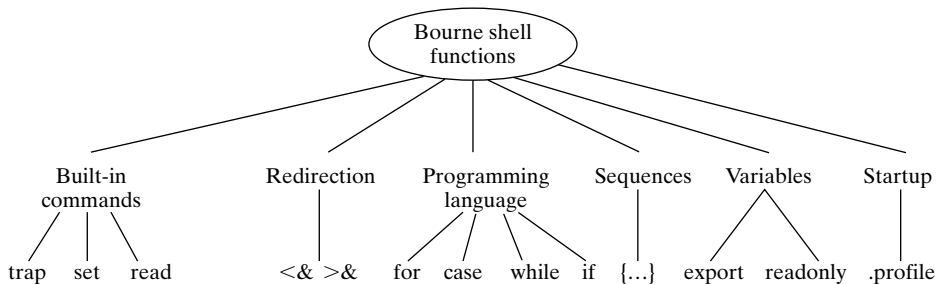 Bourne shell
functions
Built-in
commands
Redirection
Programming
language
Sequences
Variables
Startup
trap set read
<& >&
for case while if
{...}
export readonly
.profile